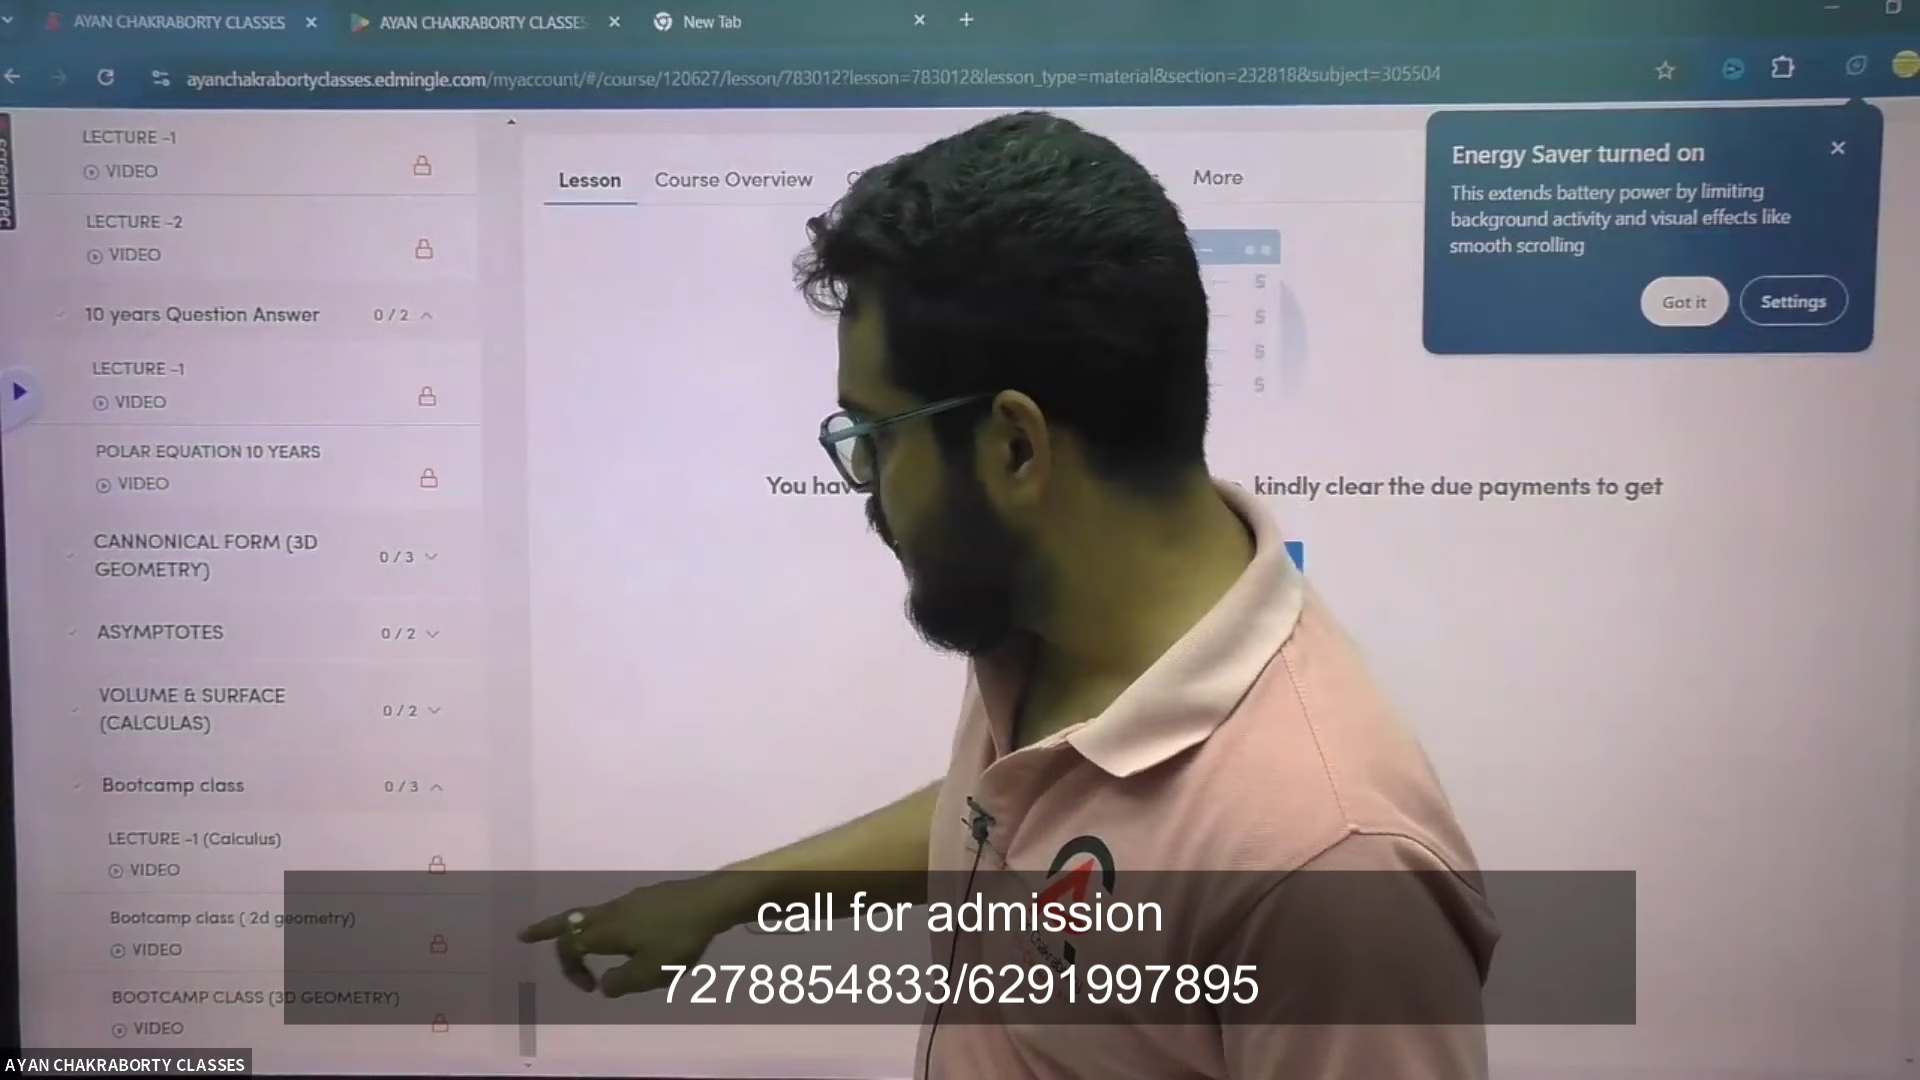 AYAN CHAKRABORTY CLASSES
AYAN CHAKRABORTY CLASSES
New Tab
ayanchakrabortyclasses.edmingle.com/myaccount/#/course/120627/lesson/783012?lesson=783012&lesson_type=material&section=232818&subject=305504
screenrec
LECTURE -1
VIDEO
LECTURE -2
VIDEO
10 years Question Answer 0 / 2
LECTURE -1
VIDEO
POLAR EQUATION 10 YEARS
VIDEO
CANNONICAL FORM (3D
GEOMETRY) 0 / 3
ASYMPTOTES 0 / 2
VOLUME & SURFACE
(CALCULAS) 0 / 2
Bootcamp class 0 / 3
LECTURE -1 (Calculus)
VIDEO
Bootcamp class ( 2d geometry)
VIDEO
BOOTCAMP CLASS (3D GEOMETRY)
VIDEO
Lesson Course Overview More
You kindly clear the due payments to get
Energy Saver turned on
This extends battery power by limiting
background activity and visual effects like
smooth scrolling
Got it Settings
call for admission
7278854833/6291997895
AYAN CHAKRABORTY CLASSES